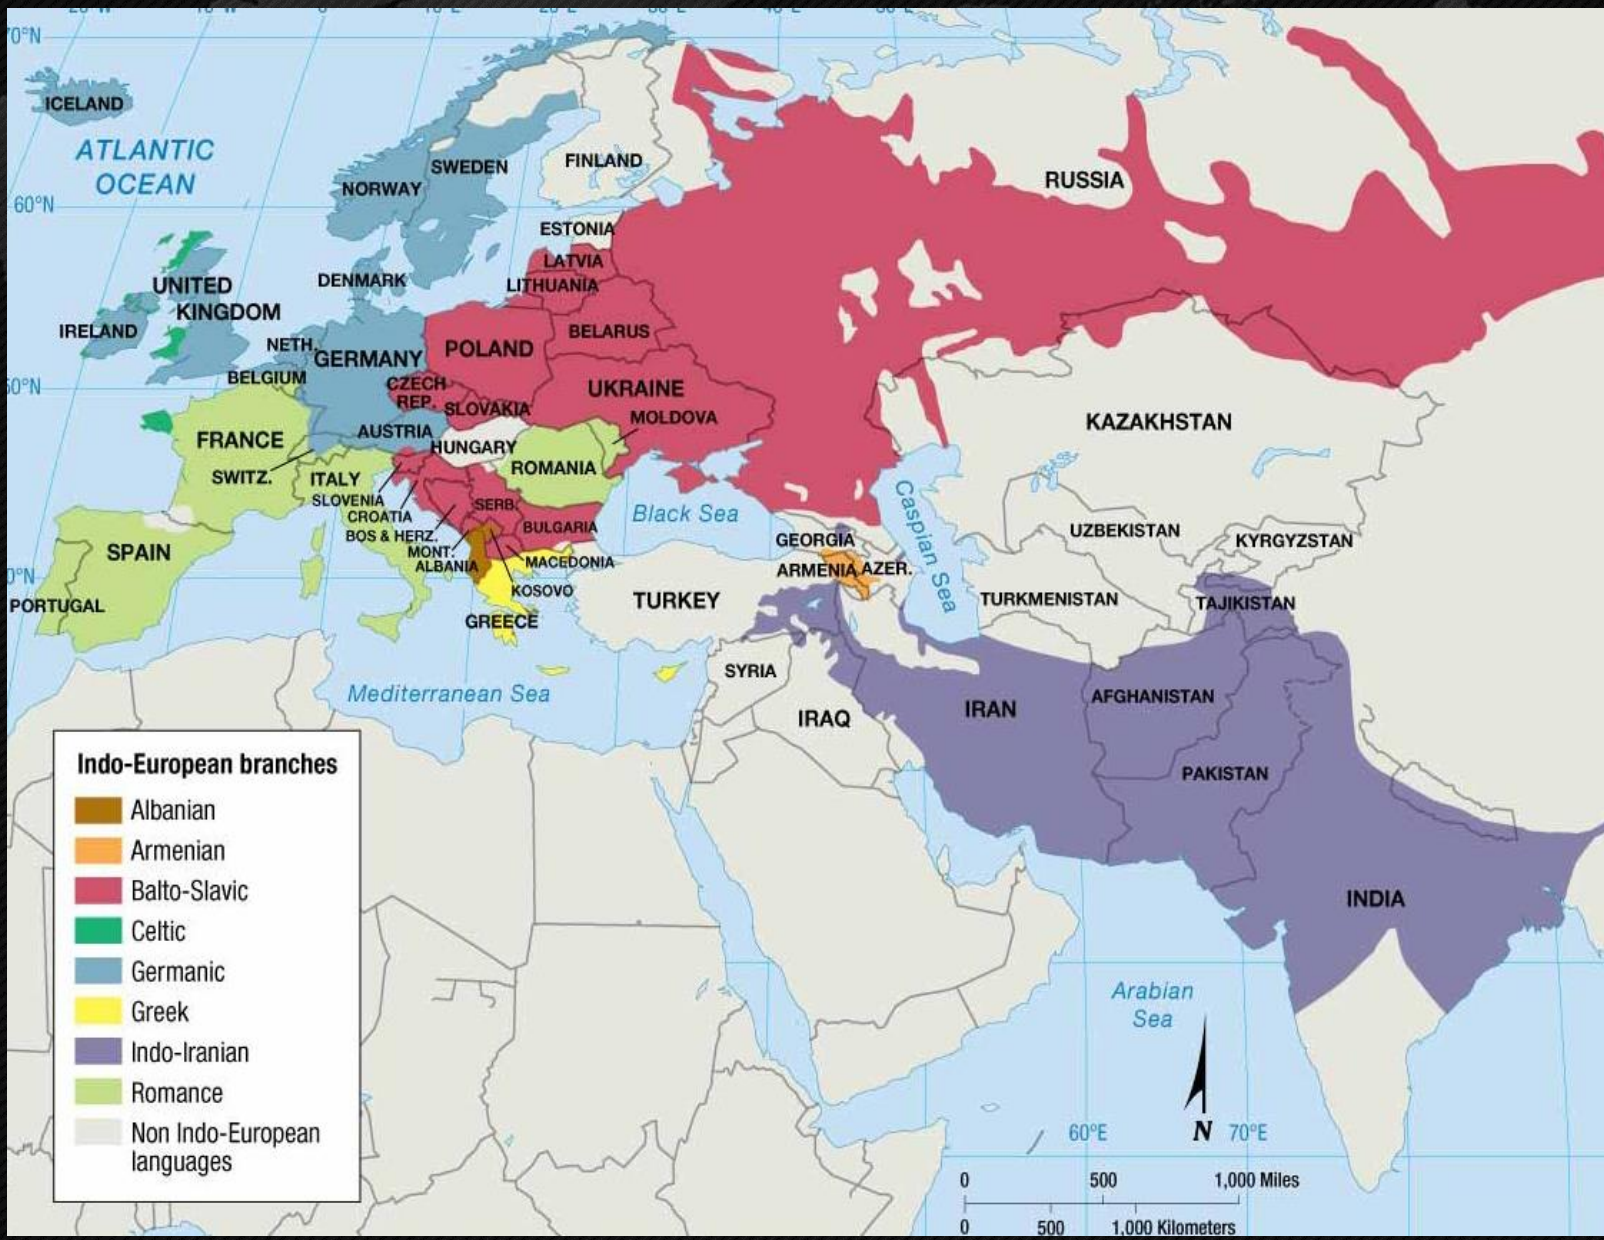 70°N
ICELAND
ATLANTIC
OCEAN
60°N
NORWAY
SWEDEN
FINLAND
RUSSIA
ESTONIA
LATVIA
LITHUANIA
DENMARK
UNITED
KINGDOM
IRELAND
NETH.
GERMANY
POLAND
BELARUS
BELGIUM
CZECH
REP.
SLOVAKIA
UKRAINE
MOLDOVA
KAZAKHSTAN
FRANCE
AUSTRIA
HUNGARY
ROMANIA
SWITZ.
ITALY
SLOVENIA
CROATIA
BOS & HERZ.
SERB.
BULGARIA
MONT.
ALBANIA
MACEDONIA
KOSOVO
GREECE
Black Sea
Caspian Sea
GEORGIA
ARMENIA
AZER.
UZBEKISTAN
KYRGYZSTAN
TURKMENISTAN
TAJIKISTAN
SPAIN
PORTUGAL
TURKEY
SYRIA
IRAQ
IRAN
AFGHANISTAN
PAKISTAN
INDIA
Mediterranean Sea
Arabian
Sea
Indo-European branches
Albanian
Armenian
Balto-Slavic
Celtic
Germanic
Greek
Indo-Iranian
Romance
Non Indo-European
languages
60°E
N
70°E
0 500 1,000 Miles
0 500 1,000 Kilometers